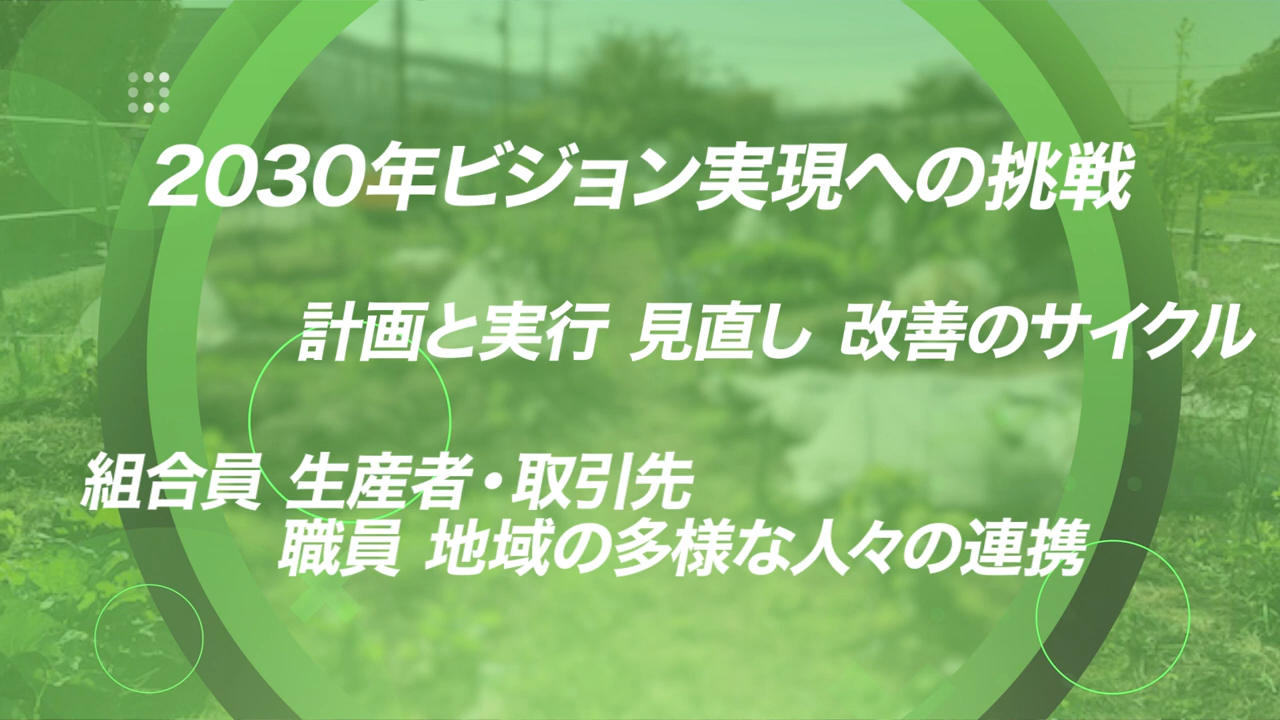 2030年ビジョン実現への挑戦
計画と実行 見直し 改善のサイクル
組合員 生産者・取引先
職員 地域の多様な人々の連携